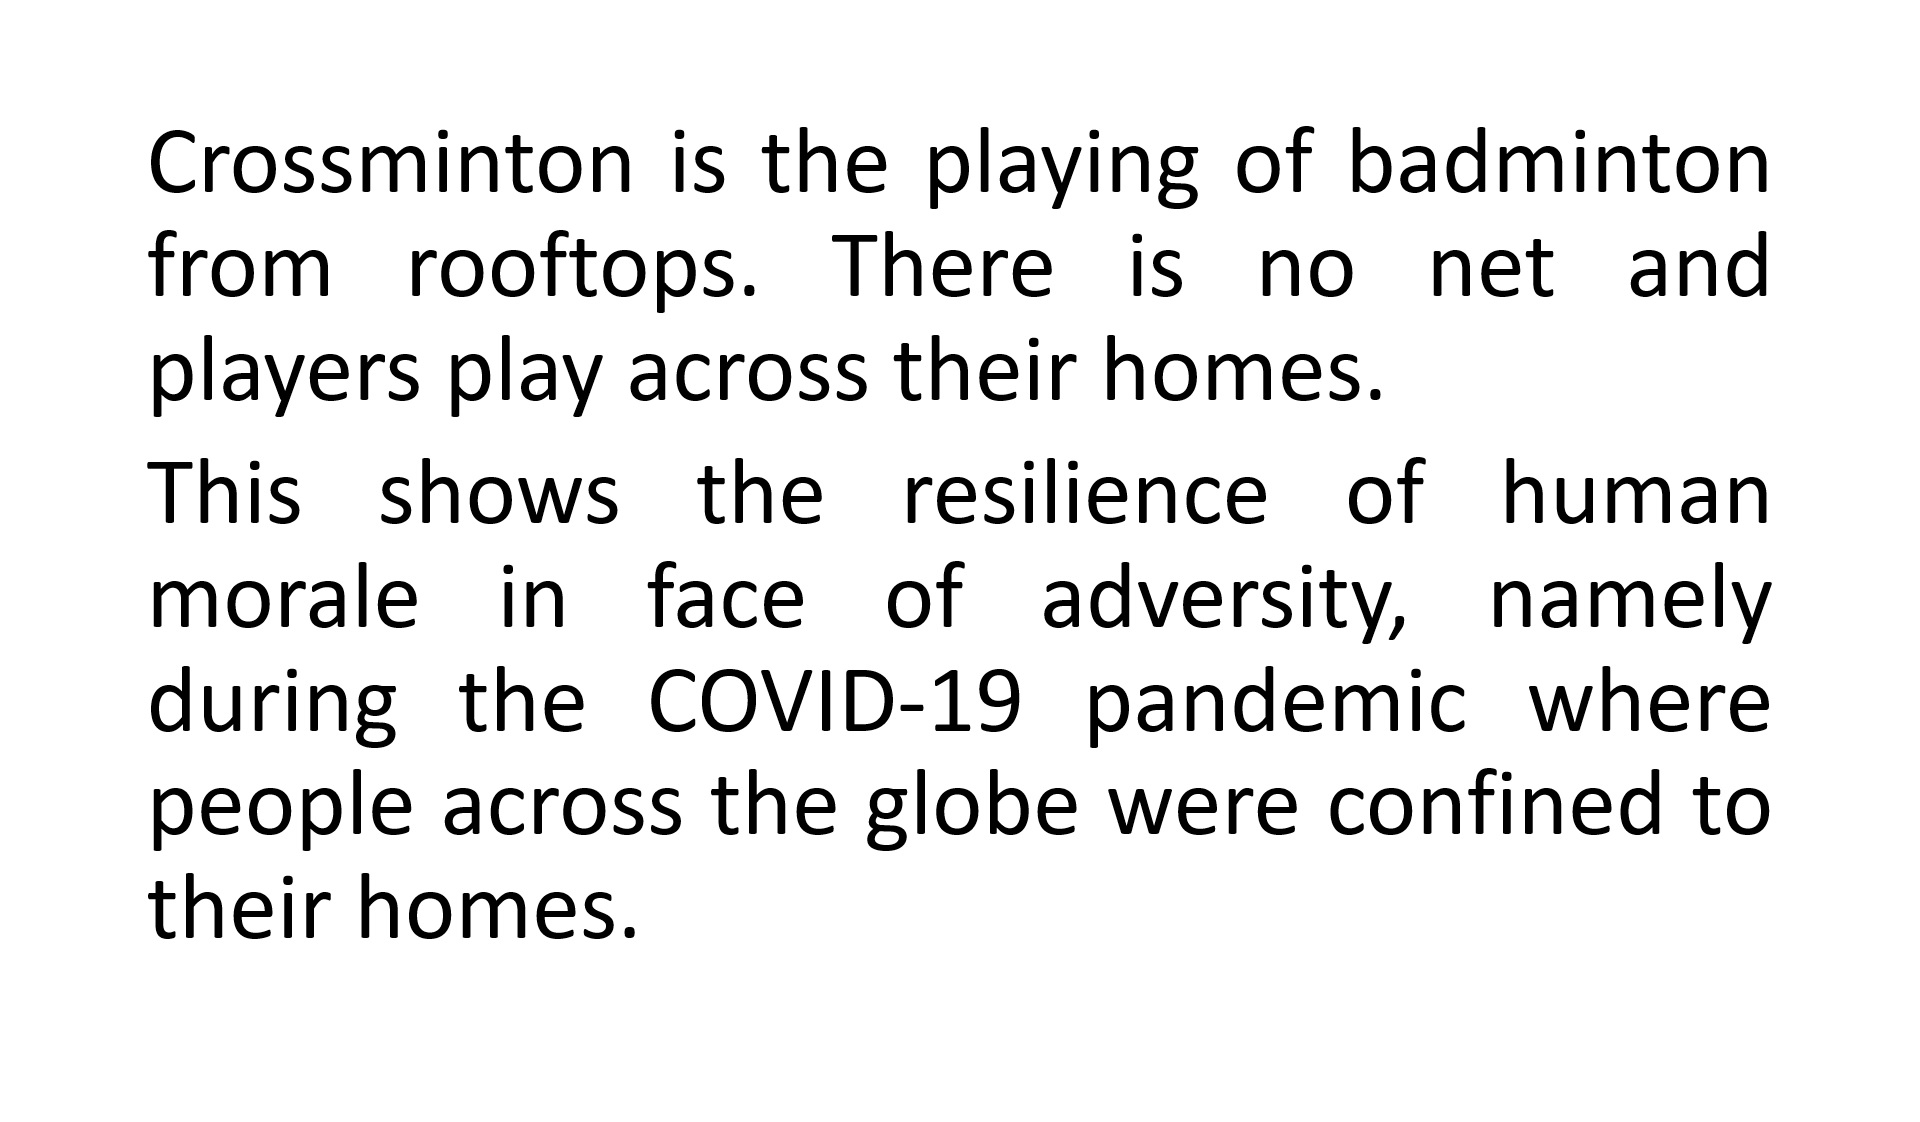 Crossminton is the playing of badminton
from rooftops. There is no net and
players play across their homes.
This shows the resilience of human
morale in face of adversity, namely
during the COVID-19 pandemic where
people across the globe were confined to
their homes.